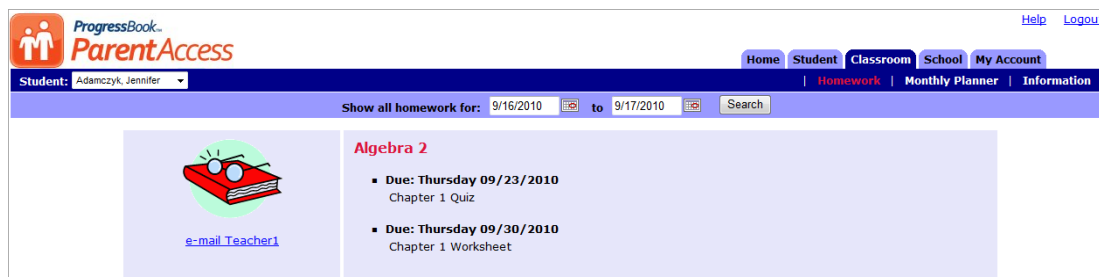 Help Logou
ProgressBook
ParentAccess
Home Student Classroom School My Account
Student: Adamczyk, Jennifer
| Homework | Monthly Planner | Information
Show all homework for: 9/16/2010 to 9/17/2010 Search
Algebra 2
▪ Due: Thursday 09/23/2010
Chapter 1 Quiz
▪ Due: Thursday 09/30/2010
Chapter 1 Worksheet
e-mail Teacher1